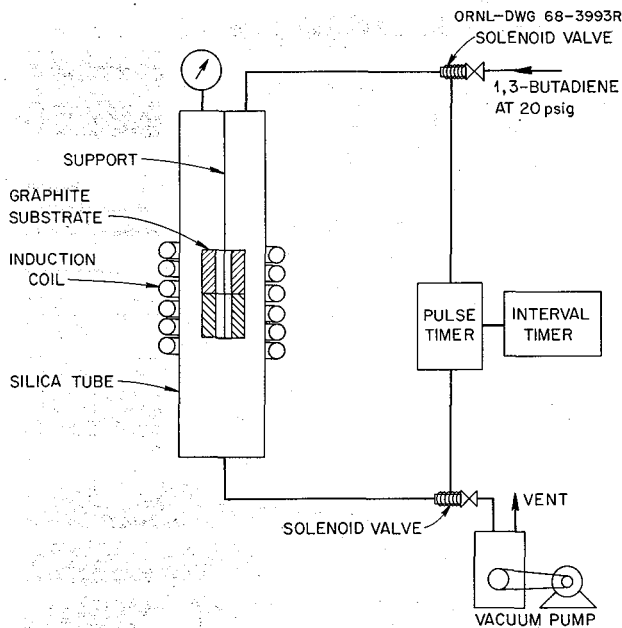 ORNL-DWG 68-3993R
SOLENOID VALVE
1,3-BUTADIENE
AT 20 psig
SUPPORT
GRAPHITE
SUBSTRATE
INDUCTION
COIL
SILICA TUBE
PULSE
TIMER
INTERVAL
TIMER
SOLENOID VALVE
VENT
VACUUM PUMP